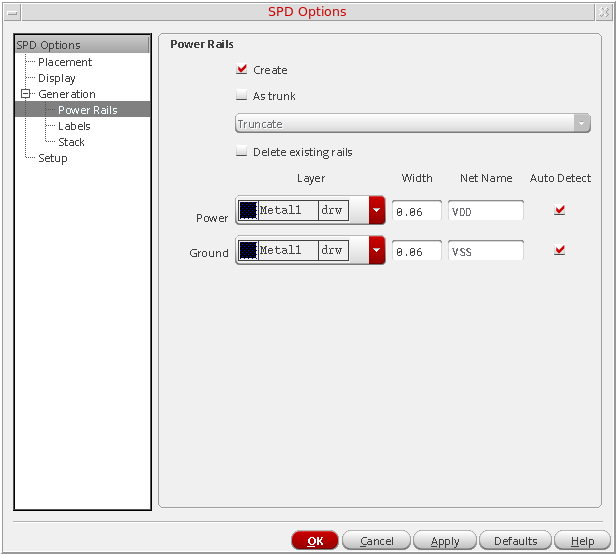 SPD Options
SPD Options
Placement
Display
Generation
Power Rails
Labels
Stack
Setup
Power Rails
Create
As trunk
Truncate
Delete existing rails
Layer Width Net Name Auto Detect
Power Metal1 drw 0.06 VDD
Ground Metal1 drw 0.06 VSS
OK Cancel Apply Defaults Help